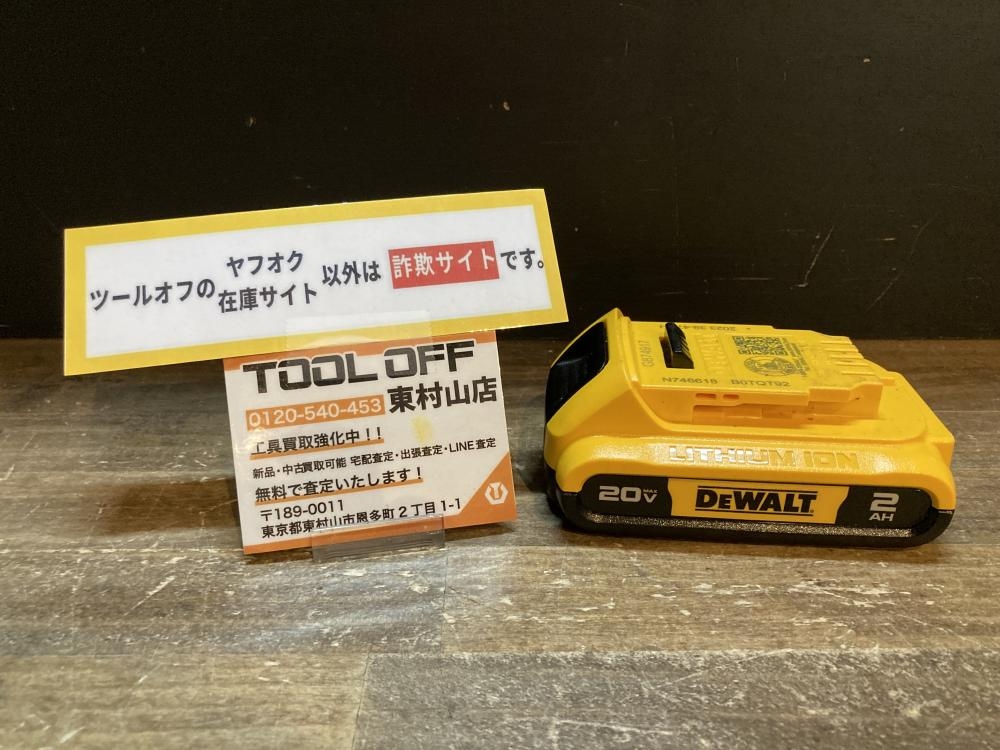 ツールオフの
ヤフオク
在庫サイト
以外は 詐欺サイトです。
TOOL OFF
0120-540-453 東村山店
工具買取強化中!!
新品・中古買取可能 宅配査定・出張査定・LINE査定
無料で査定いたします!
〒189-0011
東京都東村山市恩多町2丁目1-1
N746618 B0TQT92
LITHIUM ION
20V MAX
DEWALT
2
AH